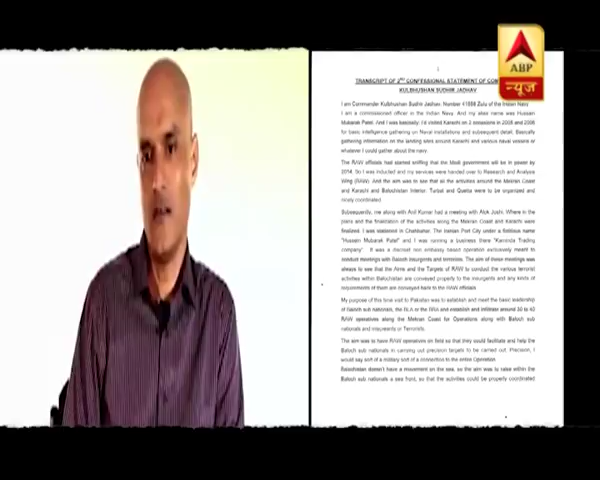 ABP
न्यूज़
1
TRANSCRIPT OF 2ND CONFESSIONAL STATEMENT OF COM
KULBHUSHAN SUDHIR JADHAV
I am Commander Kulbhushan Sudhir Jadhav, Number 41558 Zulu of the Indian Navy
I am a commissioned officer in the Indian Navy. And my alias name was Hussein
Mubarak Patel. And I was basically I'd visited Karachi on 2 occasions in 2005 and 2006
for basic intelligence gathering on Naval installations and subsequent detail. Basically
gathering information on the landing sites around Karachi and various naval vessels or
whatever I could gather about the navy.
The RAW officials had started sniffing that the Modi government will be in power by
2014. So I was inducted and my services were handed over to Research and Analysis
Wing (RAW). And the aim was to see that all the activities around the Mekran Coast
and Karachi and Balochistan Interior, Turbat and Quetta were to be organized and
nicely coordinated
Subsequently, me along with Anil Kumar had a meeting with Alok Joshi. Where in the
plans and the finalization of the activities along the Mekran Coast and Karachi were
finalized. I was stationed in Chahbahar. The Iranian Port City under a fictitious name
"Hussein Mubarak Patel" and I was running a business there "Kaminda Trading
company". It was a discreet non embassy based operation exclusively meant to
conduct meetings with Baloch insurgents and terrorists. The aim of these meetings was
always to see that the Aims and the Targets of RAW to conduct the various terrorist
activities within Balochistan are conveyed properly to the insurgents and any kinds of
requirements of them are conveyed back to the RAW officials
My purpose of this time visit to Pakistan was to establish and meet the basic leadership
of Baloch sub nationals, the BLA or the BRA and establish and infiltrate around 30 to 40
RAW operatives along the Mekran Coast for Operations along with Baloch sub
nationals and insurgents or Terrorists.
The aim was to have RAW operatives on field so that they could facilitate and help the
Baloch sub nationals in carrying out precision targets to be carried out. Precision, I
would say sort of a military sort of a connection to the entire Operation
Balochistan doesn't have a movement on the sea, so the aim was to raise within the
Baloch sub nationals a sea front, so that the activities could be properly coordinated